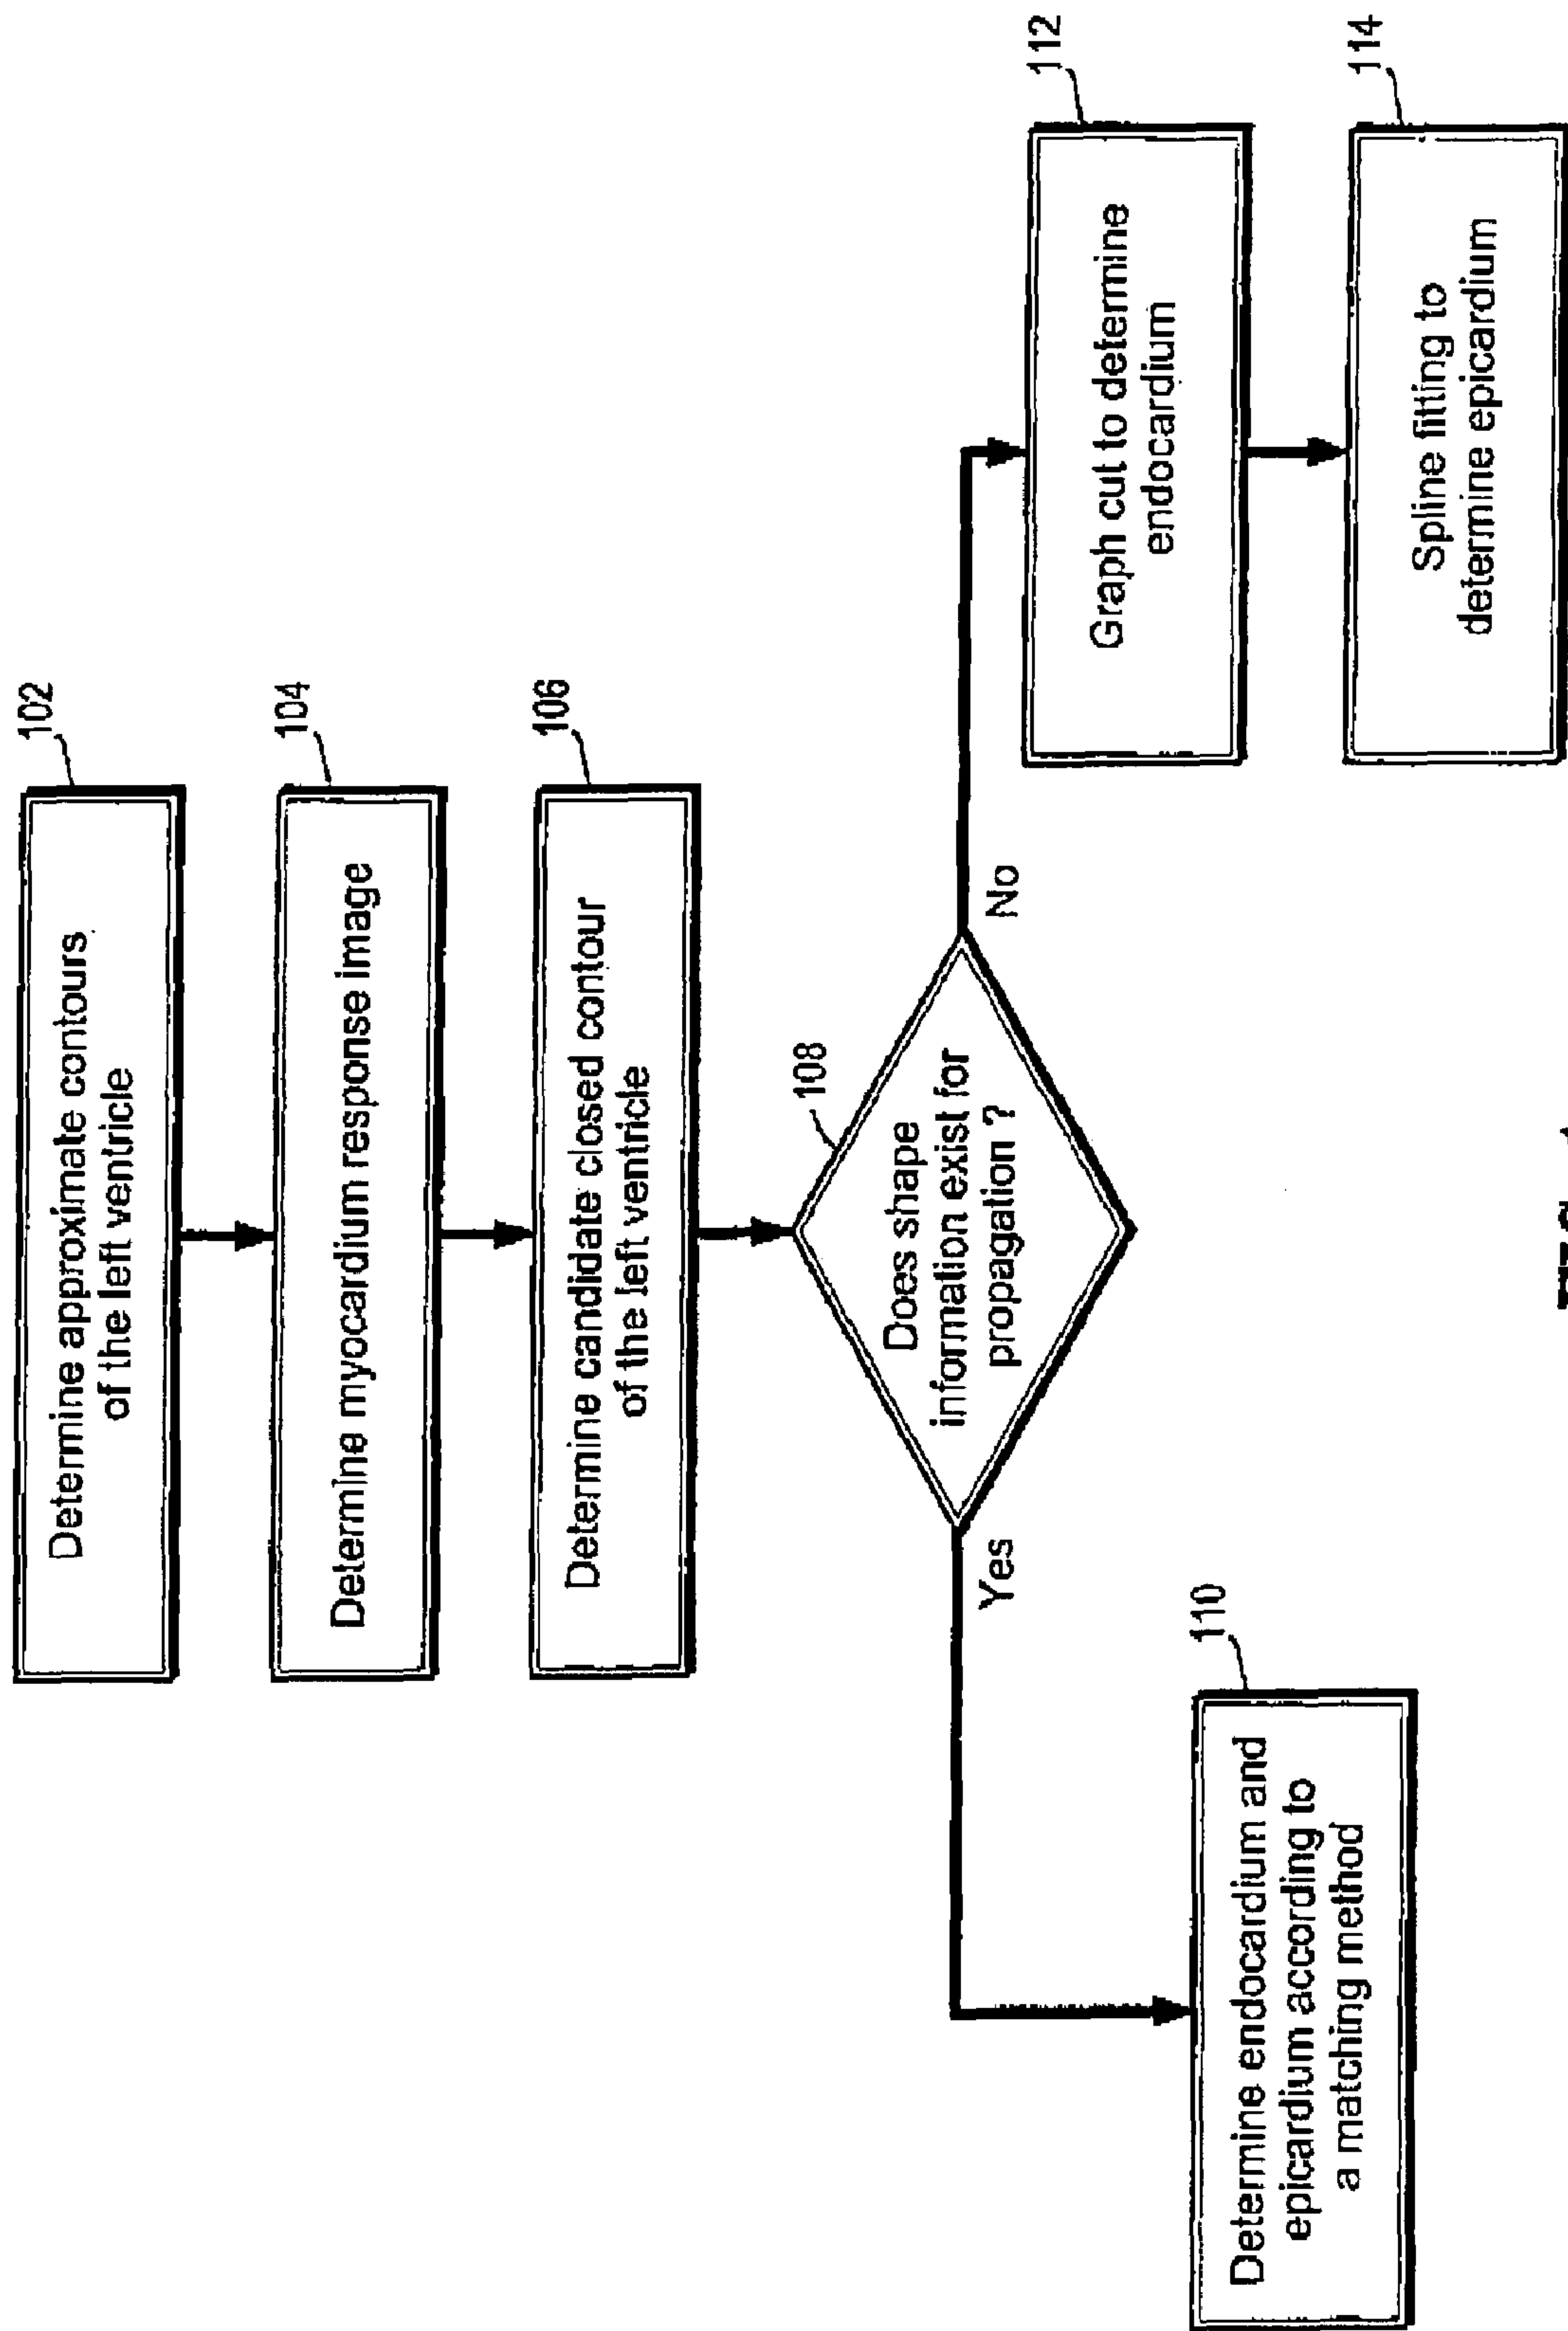 102
Determine approximate contours
of the left ventricle
104
Determine myocardium response image
106
Determine candidate closed contour
of the left ventricle
108
Does shape
information exist for
propagation ?
Yes
No
110
Determine endocardium and
epicardium according to
a matching method
112
Graph cut to determine
endocardium
114
Spline fitting to
determine epicardium